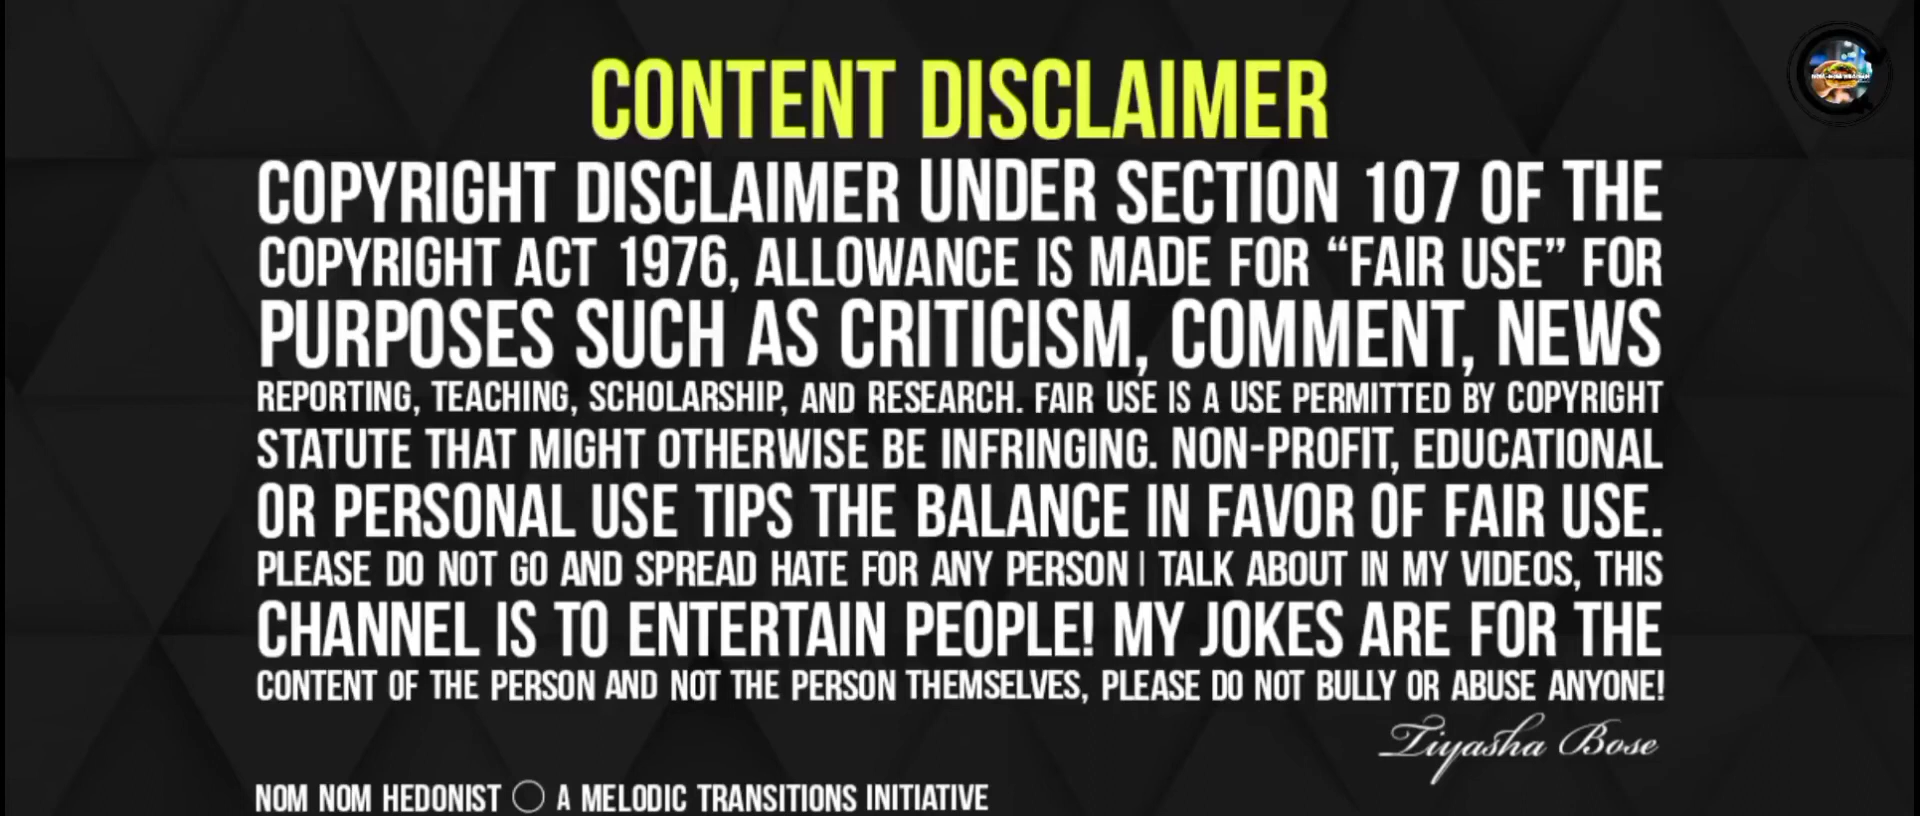 CONTENT DISCLAIMER
COPYRIGHT DISCLAIMER UNDER SECTION 107 OF THE
COPYRIGHT ACT 1976, ALLOWANCE IS MADE FOR “FAIR USE” FOR
PURPOSES SUCH AS CRITICISM, COMMENT, NEWS
REPORTING, TEACHING, SCHOLARSHIP, AND RESEARCH. FAIR USE IS A USE PERMITTED BY COPYRIGHT
STATUTE THAT MIGHT OTHERWISE BE INFRINGING. NON-PROFIT, EDUCATIONAL
OR PERSONAL USE TIPS THE BALANCE IN FAVOR OF FAIR USE.
PLEASE DO NOT GO AND SPREAD HATE FOR ANY PERSON I TALK ABOUT IN MY VIDEOS, THIS
CHANNEL IS TO ENTERTAIN PEOPLE! MY JOKES ARE FOR THE
CONTENT OF THE PERSON AND NOT THE PERSON THEMSELVES, PLEASE DO NOT BULLY OR ABUSE ANYONE!
Tiyasha Bose
NOM NOM HEDONIST ◯ A MELODIC TRANSITIONS INITIATIVE